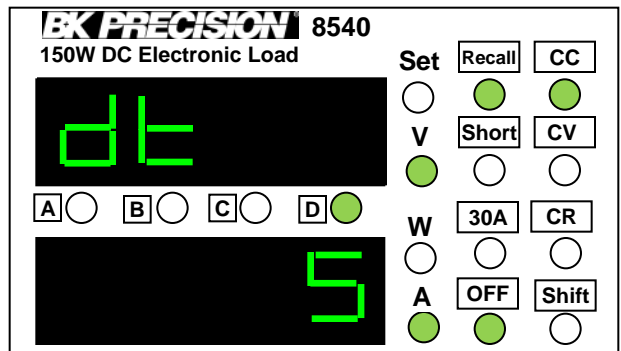 BK PRECISION 8540
150W DC Electronic Load
Set Recall CC
dt
V Short CV
A B C D
W 30A CR
5
A OFF Shift